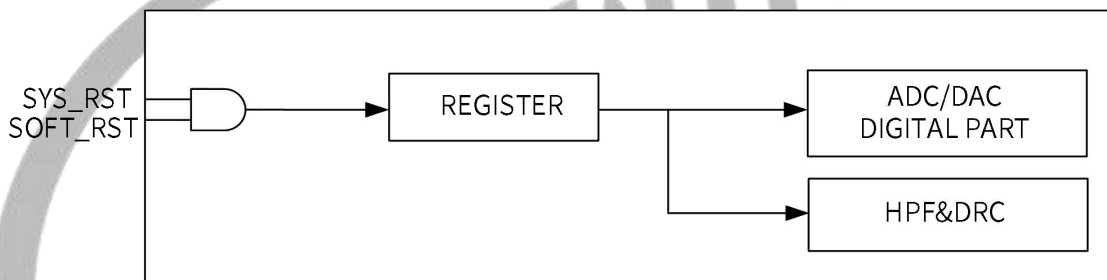 SYS_RST
SOFT_RST
REGISTER
ADC/DAC
DIGITAL PART
HPF&DRC